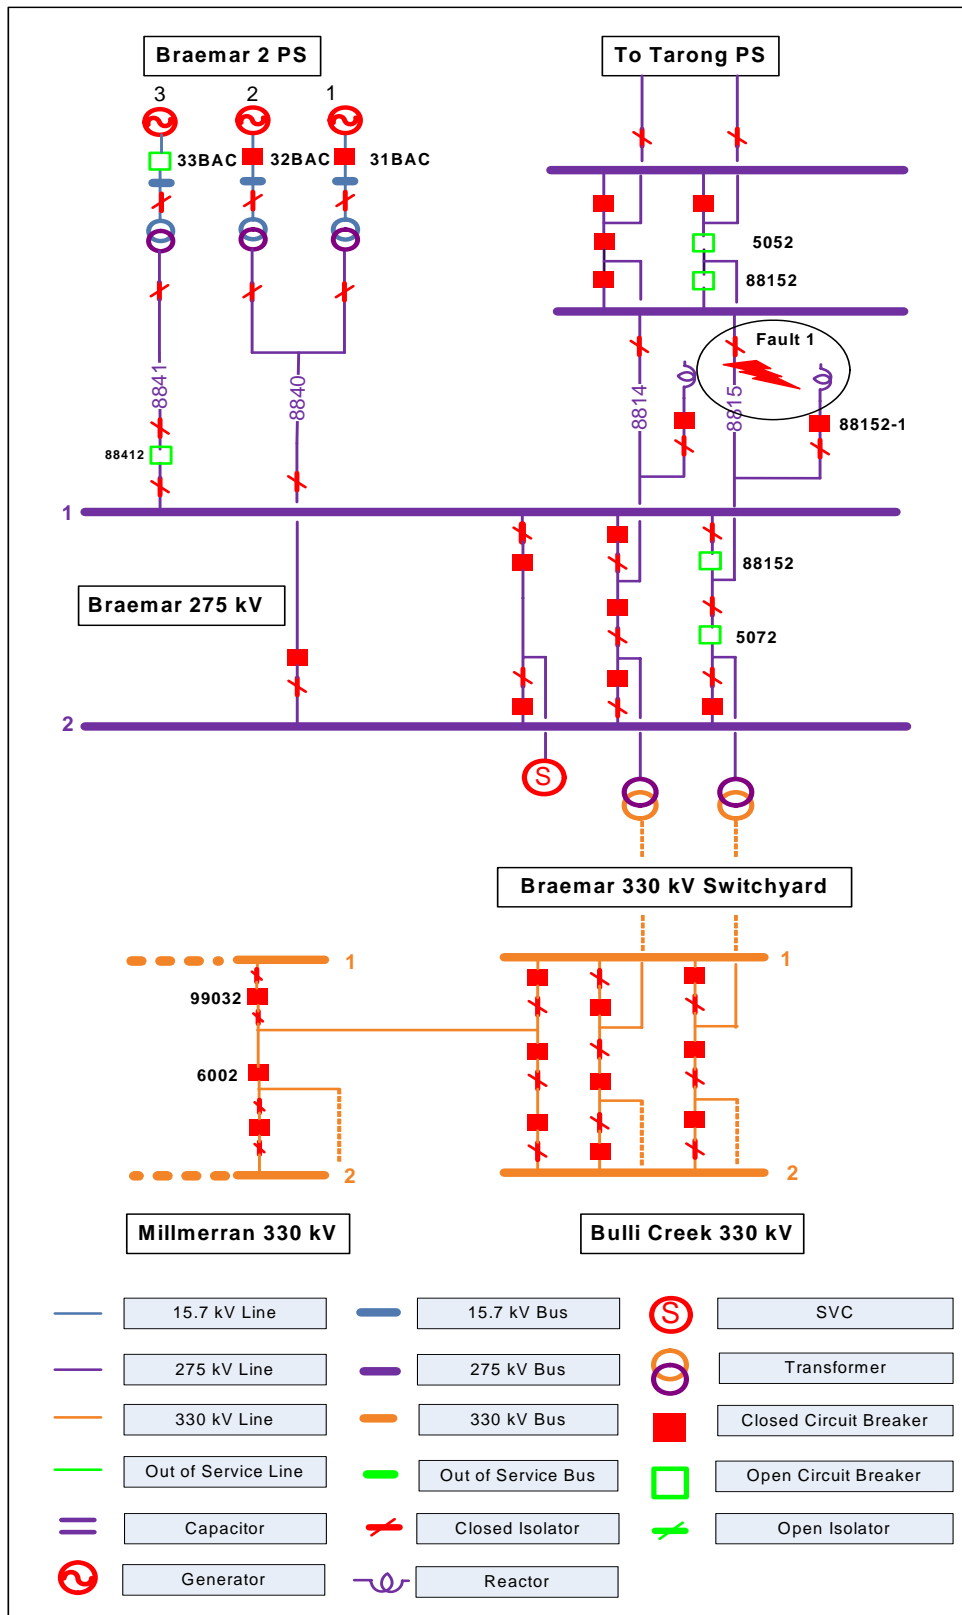 Braemar 2 PS
To Tarong PS
3
2
1
33BAC
32BAC
31BAC
5052
88152
Fault 1
8841
8840
8814
8815
88152-1
88412
1
88152
Braemar 275 kV
5072
2
S
Braemar 330 kV Switchyard
1
1
99032
6002
2
2
Millmerran 330 kV
Bulli Creek 330 kV
15.7 kV Line
15.7 kV Bus
S
SVC
275 kV Line
275 kV Bus
Transformer
330 kV Line
330 kV Bus
Closed Circuit Breaker
Out of Service Line
Out of Service Bus
Open Circuit Breaker
Capacitor
Closed Isolator
Open Isolator
Generator
Reactor